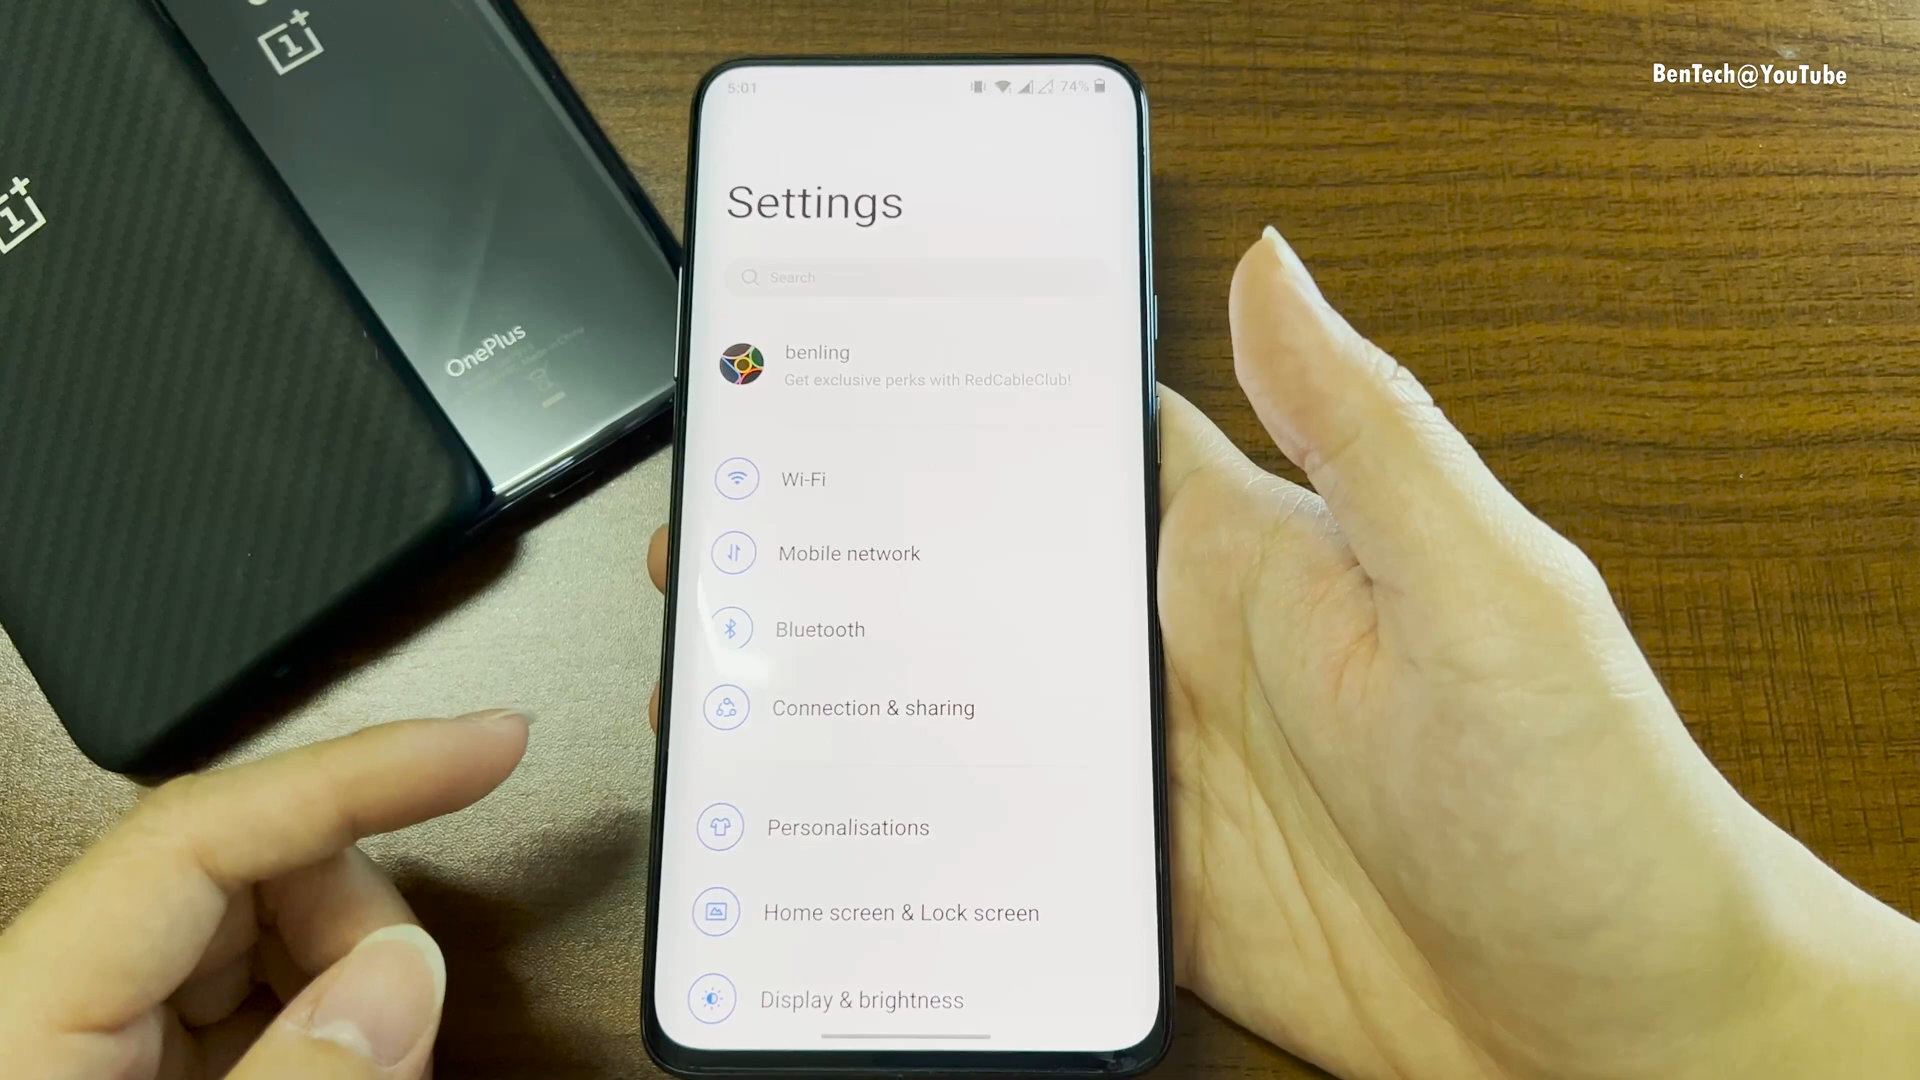 BenTech@YouTube
OnePlus
5:01
74%
Settings
Search
benling
Get exclusive perks with RedCableClub!
Wi-Fi
Mobile network
Bluetooth
Connection & sharing
Personalisations
Home screen & Lock screen
Display & brightness